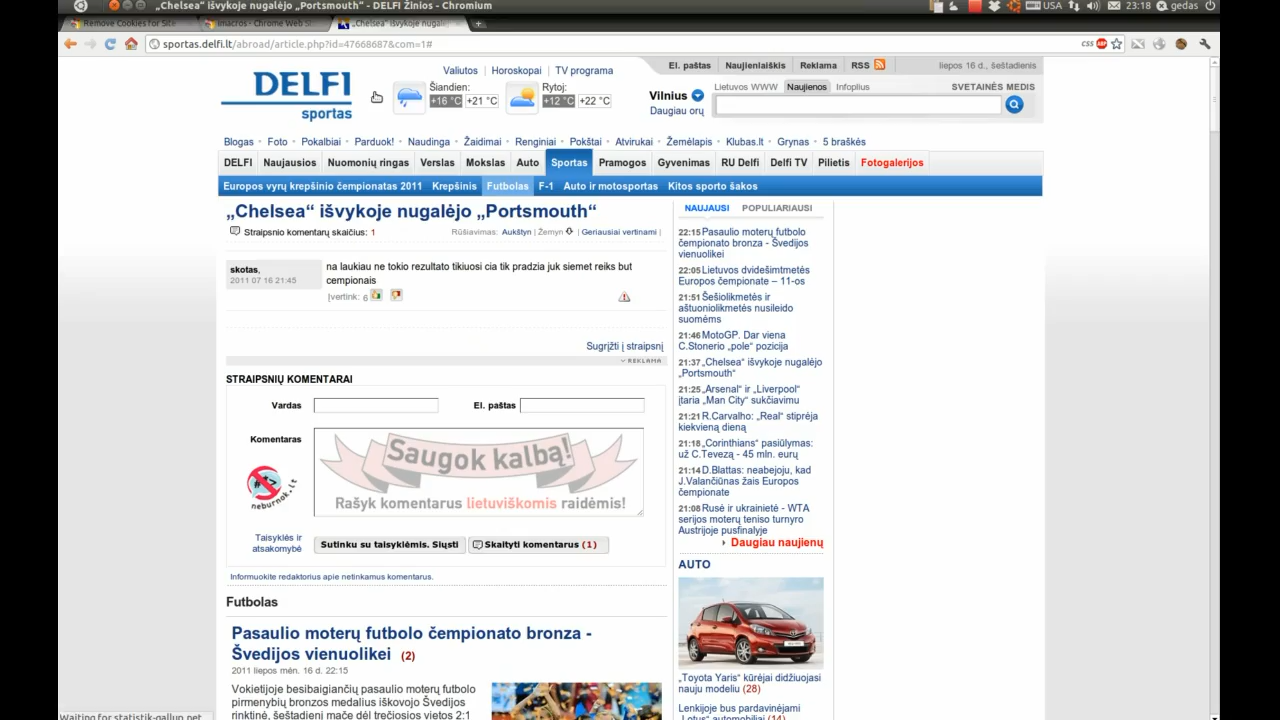 „Chelsea“ išvykoje nugalėjo „Portsmouth“ - DELFI Žinios - Chromium
USA
23:18
gedas
Remove Cookies for Site
imacros - Chrome Web S
„Chelsea“ išvykoje nugalėjo
sportas.delfi.lt/abroad/article.php?id=47668687&com=1#
CSS
ABP
Valiutos | Horoskopai | TV programa
El. paštas
Naujienlaiškis
Reklama
RSS
liepos 16 d., šeštadienis
DELFI
sportas
Šiandien:
+16 °C +21 °C
Rytoj:
+12 °C +22 °C
Vilnius
Daugiau orų
Lietuvos WWW
Naujienos
Infoplius
SVETAINĖS MEDIS
Blogas • Foto • Pokalbiai • Parduok! • Naudinga • Žaidimai • Renginiai • Pokštai • Atvirukai • Žemėlapis • Klubas.lt • Grynas • 5 braškės
DELFI Naujausios Nuomonių ringas Verslas Mokslas Auto Sportas Pramogos Gyvenimas RU Delfi Delfi TV Pilietis Fotogalerijos
Europos vyrų krepšinio čempionatas 2011 Krepšinis Futbolas F-1 Auto ir motosportas Kitos sporto šakos
„Chelsea“ išvykoje nugalėjo „Portsmouth“
Straipsnio komentarų skaičius: 1
Rūšiavimas: Aukštyn | Žemyn | Geriausiai vertinami |
skotas,
2011 07 16 21:45
na laukiau ne tokio rezultato tikiuosi cia tik pradzia juk siemet reiks but
cempionais
Įvertink: 6
Sugrįžti į straipsnį
REKLAMA
STRAIPSNIŲ KOMENTARAI
Vardas
El. paštas
Komentaras
Saugok kalbą!
Rašyk komentarus lietuviškomis raidėmis!
neburnok.lt
Taisyklės ir
atsakomybė
Sutinku su taisyklėmis. Siųsti
Skaityti komentarus (1)
Informuokite redaktorius apie netinkamus komentarus.
Futbolas
Pasaulio moterų futbolo čempionato bronza -
Švedijos vienuolikei (2)
2011 liepos mėn. 16 d. 22:15
Vokietijoje besibaigiančių pasaulio moterų futbolo
pirmenybių bronzos medalius iškovojo Švedijos
rinktinė, šeštadienį mače dėl trečiosios vietos 2:1
NAUJAUSI
POPULIARIAUSI
22:15 Pasaulio moterų futbolo
čempionato bronza - Švedijos
vienuolikei
22:05 Lietuvos dvidešimtmetės
Europos čempionate – 11-os
21:51 Šešiolikmetės ir
aštuoniolikmetės nusileido
suomėms
21:46 MotoGP. Dar viena
C.Stonerio „pole“ pozicija
21:37 „Chelsea“ išvykoje nugalėjo
„Portsmouth“
21:25 „Arsenal“ ir „Liverpool“
įtaria „Man City“ sukčiavimu
21:21 R.Carvalho: „Real“ stiprėja
kiekvieną dieną
21:18 „Corinthians“ pasiūlymas:
už C.Tevezą - 45 mln. eurų
21:14 D.Blattas: neabejoju, kad
J.Valančiūnas žais Europos
čempionate
21:08 Rusė ir ukrainietė - WTA
serijos moterų teniso turnyro
Austrijoje pusfinalyje
Daugiau naujienų
AUTO
„Toyota Yaris“ kūrėjai didžiuojasi
nauju modeliu (28)
Lenkijoje bus pardavinėjami
„Lotus“ automobiliai (14)
Waiting for statistik-gallup.net